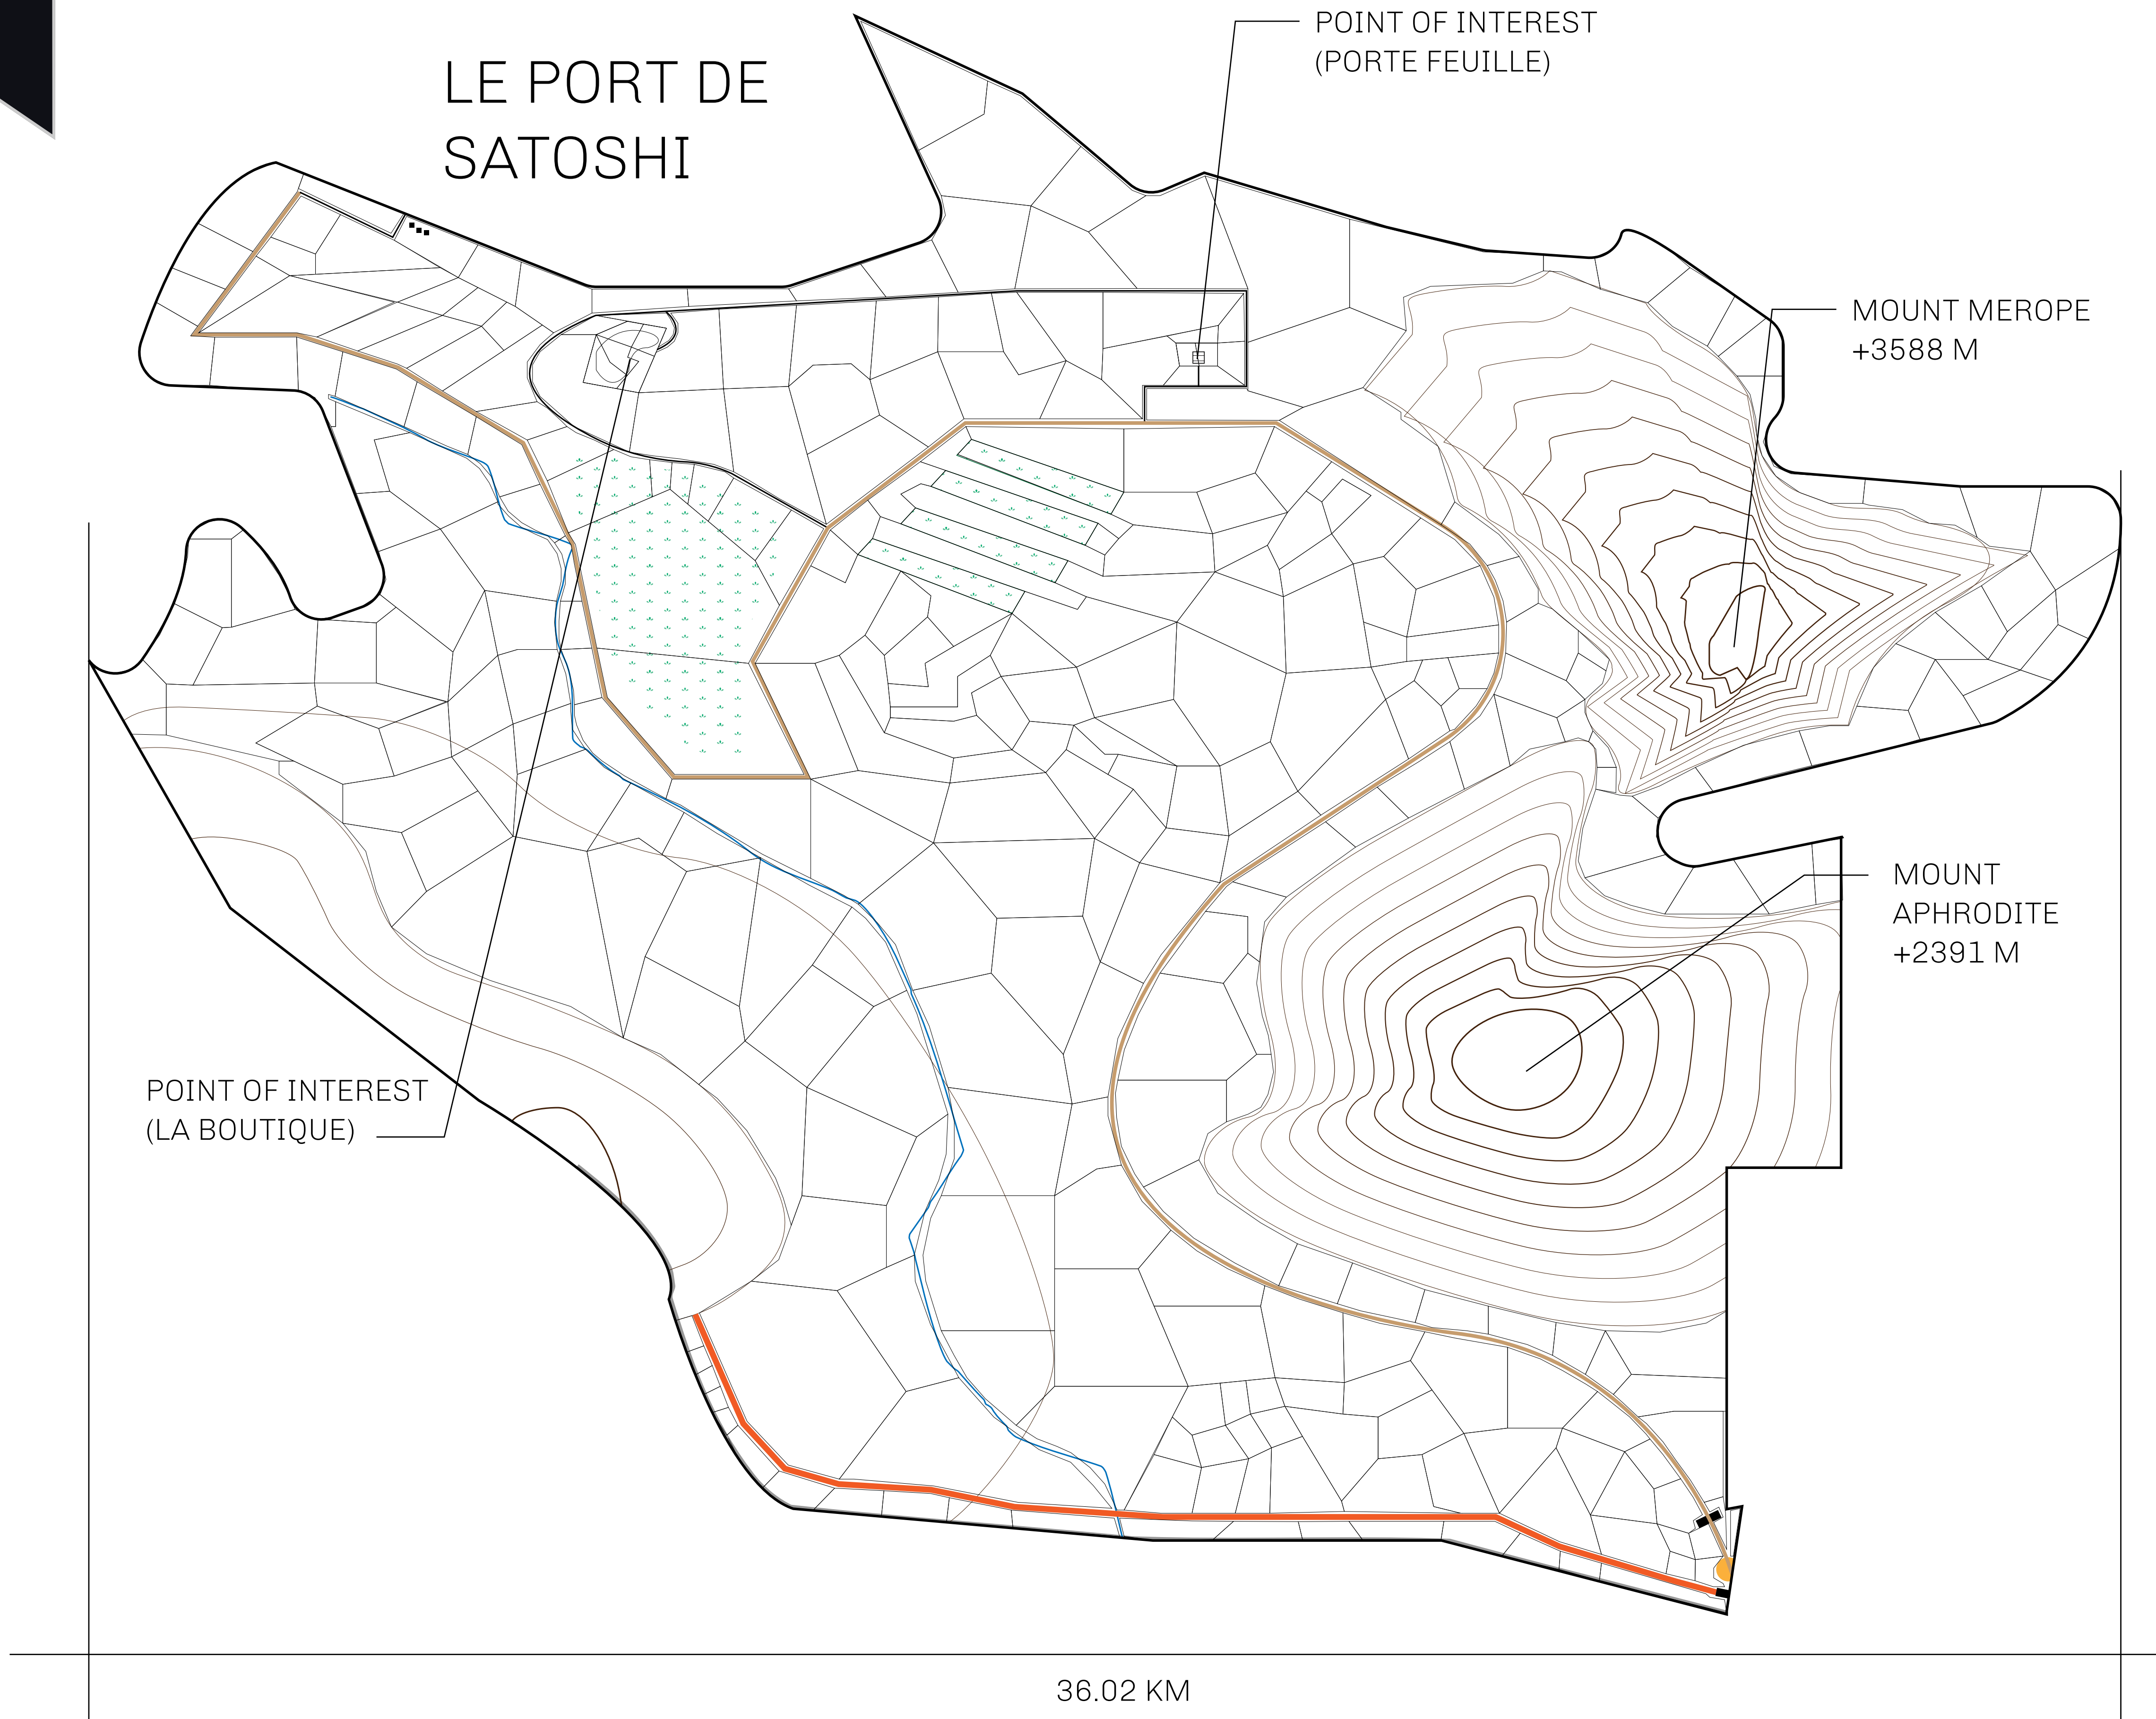 POINT OF INTEREST
(PORTE FEUILLE)
LE PORT DE
SATOSHI
MOUNT MEROPE
+3588 M
MOUNT
APHRODITE
+2391 M
POINT OF INTEREST
(LA BOUTIQUE)
36.02 KM